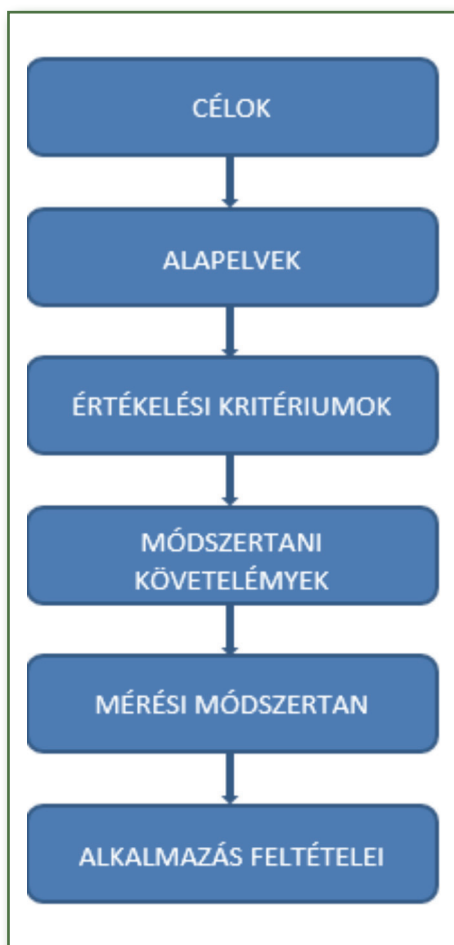 CÉLOK
ALAPELVEK
ÉRTÉKELÉSI KRITÉRIUMOK
MÓDSZERTANI
KÖVETELÉMYEK
MÉRÉSI MÓDSZERTAN
ALKALMAZÁS FELTÉTELEI